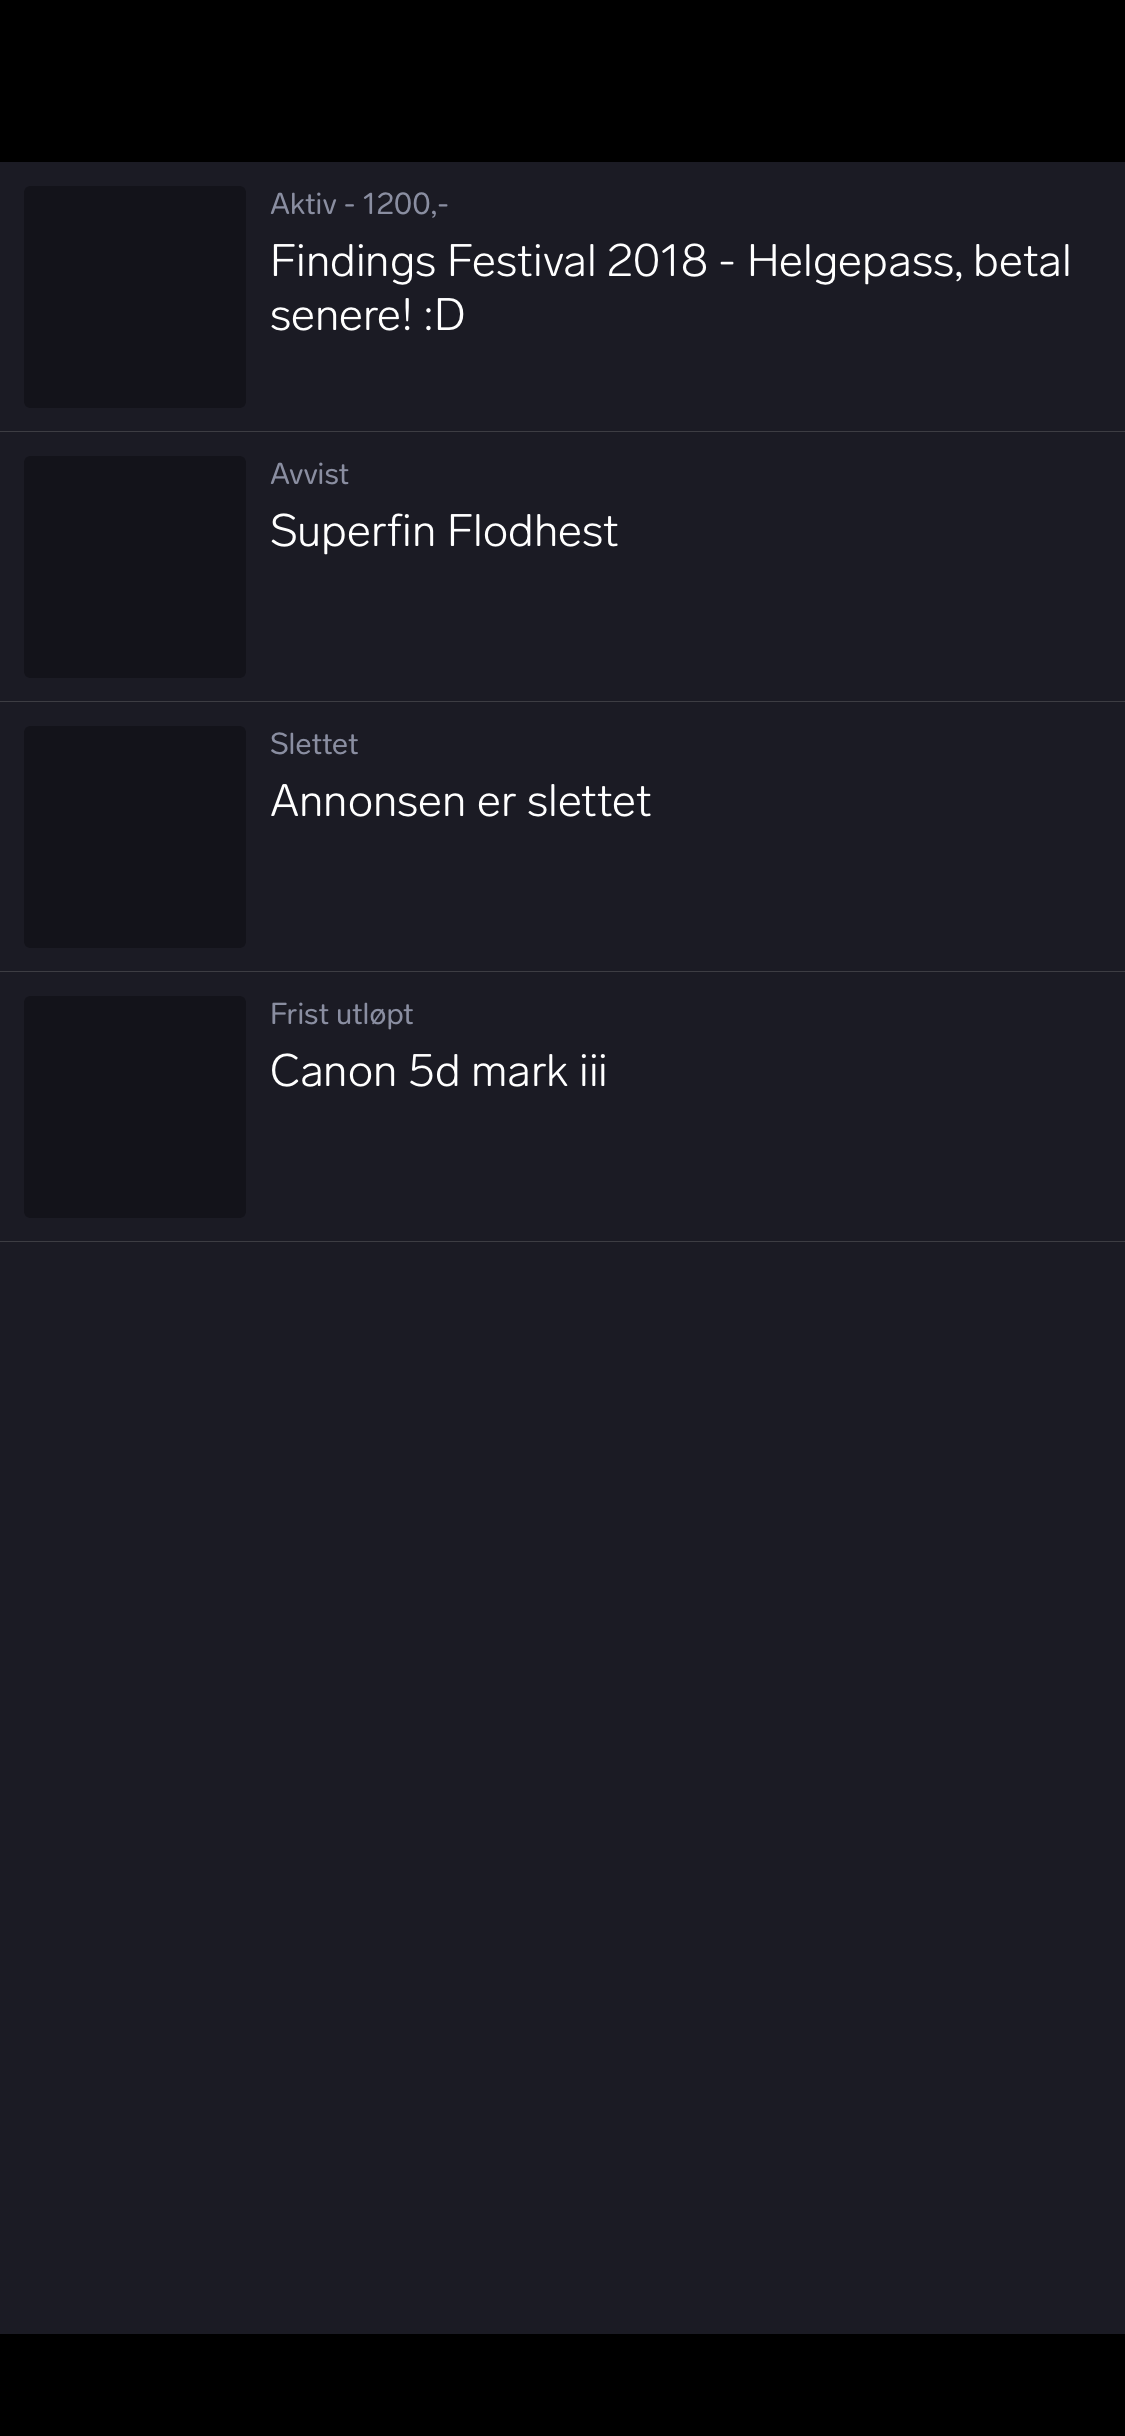 Aktiv - 1200,-
Findings Festival 2018 - Helgepass, betal
senere! :D
Avvist
Superfin Flodhest
Slettet
Annonsen er slettet
Frist utløpt
Canon 5d mark iii